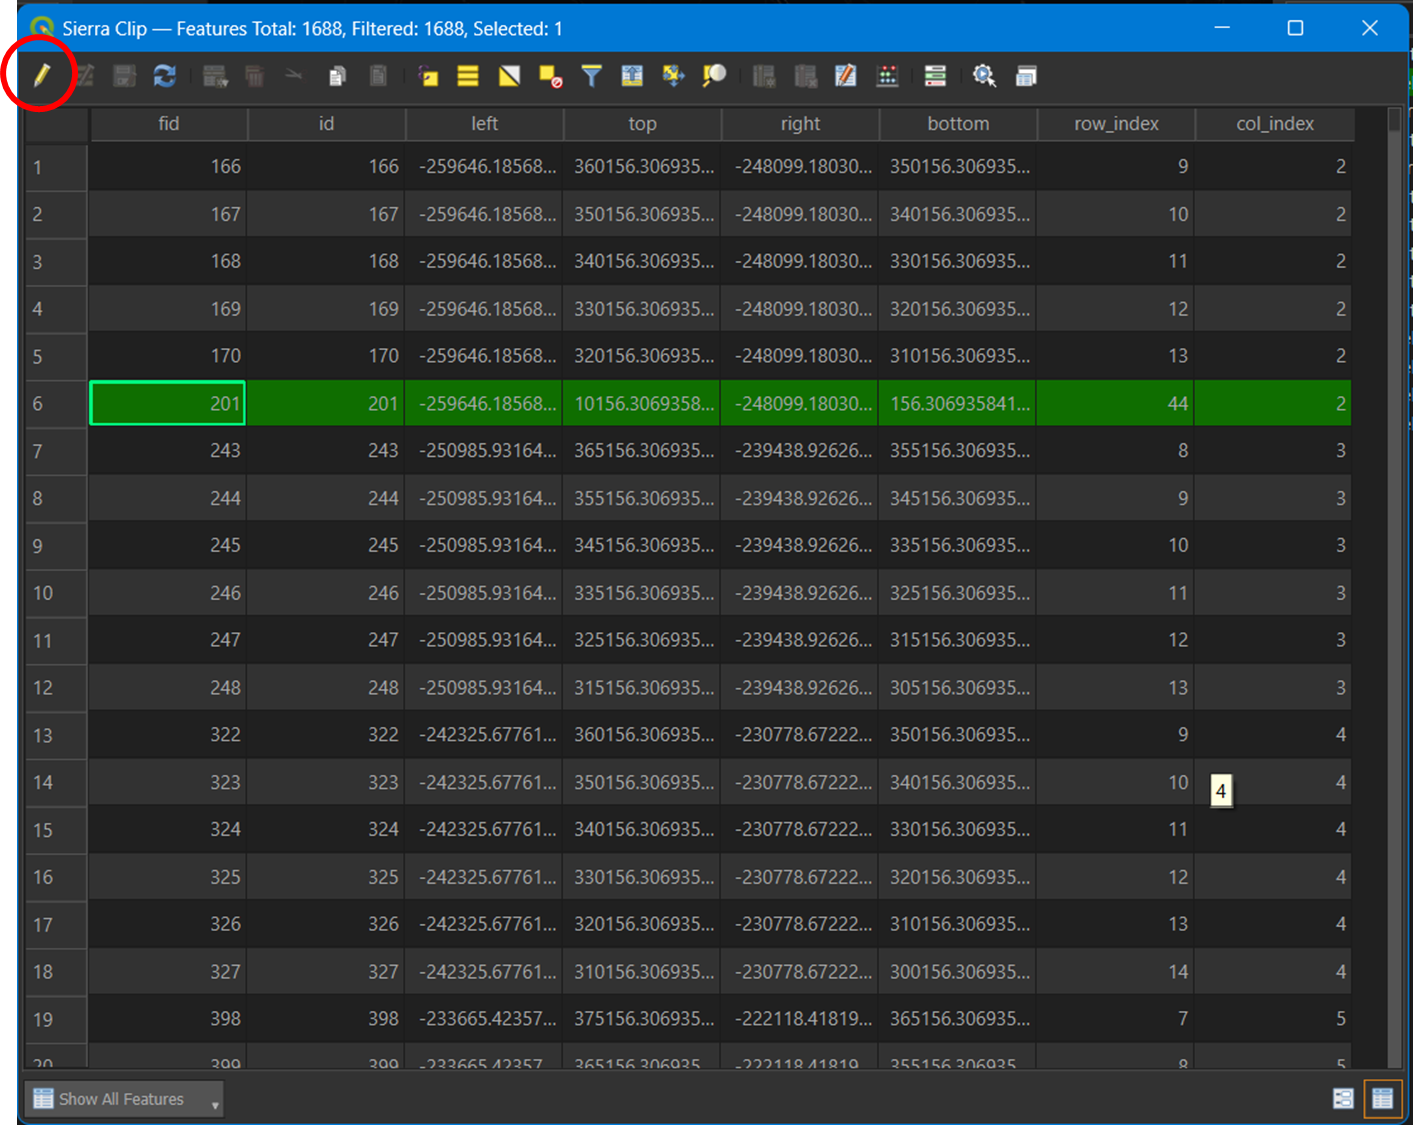 Sierra Clip — Features Total: 1688, Filtered: 1688, Selected: 1
fid id left top right bottom row_index col_index
1 166 166 -259646.18568... 360156.306935... -248099.18030... 350156.306935... 9 2
2 167 167 -259646.18568... 350156.306935... -248099.18030... 340156.306935... 10 2
3 168 168 -259646.18568... 340156.306935... -248099.18030... 330156.306935... 11 2
4 169 169 -259646.18568... 330156.306935... -248099.18030... 320156.306935... 12 2
5 170 170 -259646.18568... 320156.306935... -248099.18030... 310156.306935... 13 2
6 201 201 -259646.18568... 10156.3069358... -248099.18030... 156.306935841... 44 2
7 243 243 -250985.93164... 365156.306935... -239438.92626... 355156.306935... 8 3
8 244 244 -250985.93164... 355156.306935... -239438.92626... 345156.306935... 9 3
9 245 245 -250985.93164... 345156.306935... -239438.92626... 335156.306935... 10 3
10 246 246 -250985.93164... 335156.306935... -239438.92626... 325156.306935... 11 3
11 247 247 -250985.93164... 325156.306935... -239438.92626... 315156.306935... 12 3
12 248 248 -250985.93164... 315156.306935... -239438.92626... 305156.306935... 13 3
13 322 322 -242325.67761... 360156.306935... -230778.67222... 350156.306935... 9 4
14 323 323 -242325.67761... 350156.306935... -230778.67222... 340156.306935... 10 4 4
15 324 324 -242325.67761... 340156.306935... -230778.67222... 330156.306935... 11 4
16 325 325 -242325.67761... 330156.306935... -230778.67222... 320156.306935... 12 4
17 326 326 -242325.67761... 320156.306935... -230778.67222... 310156.306935... 13 4
18 327 327 -242325.67761... 310156.306935... -230778.67222... 300156.306935... 14 4
19 398 398 -233665.42357... 375156.306935... -222118.41819... 365156.306935... 7 5
20 399 399 -233665.42357... 365156.306935... -222118.41819... 355156.306935... 8 5
Show All Features